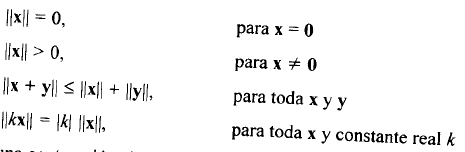 ||x|| = 0, para x = 0
||x|| > 0, para x ≠ 0
||x + y|| ≤ ||x|| + ||y||, para toda x y y
||kx|| = |k| ||x||, para toda x y constante real k